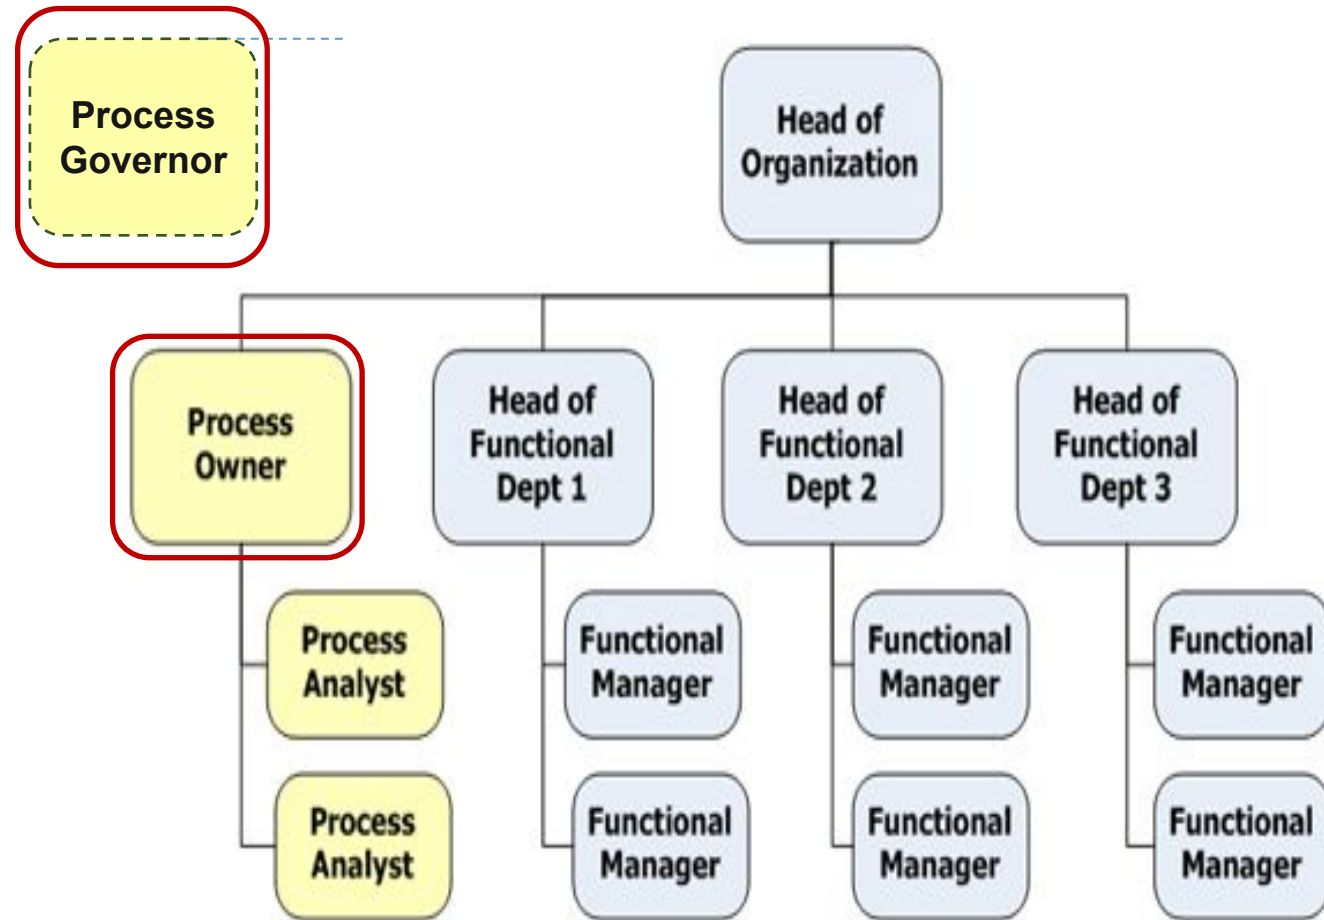 Process
Governor
Head of
Organization
Process
Owner
Head of
Functional
Dept 1
Head of
Functional
Dept 2
Head of
Functional
Dept 3
Process
Analyst
Functional
Manager
Functional
Manager
Functional
Manager
Process
Analyst
Functional
Manager
Functional
Manager
Functional
Manager